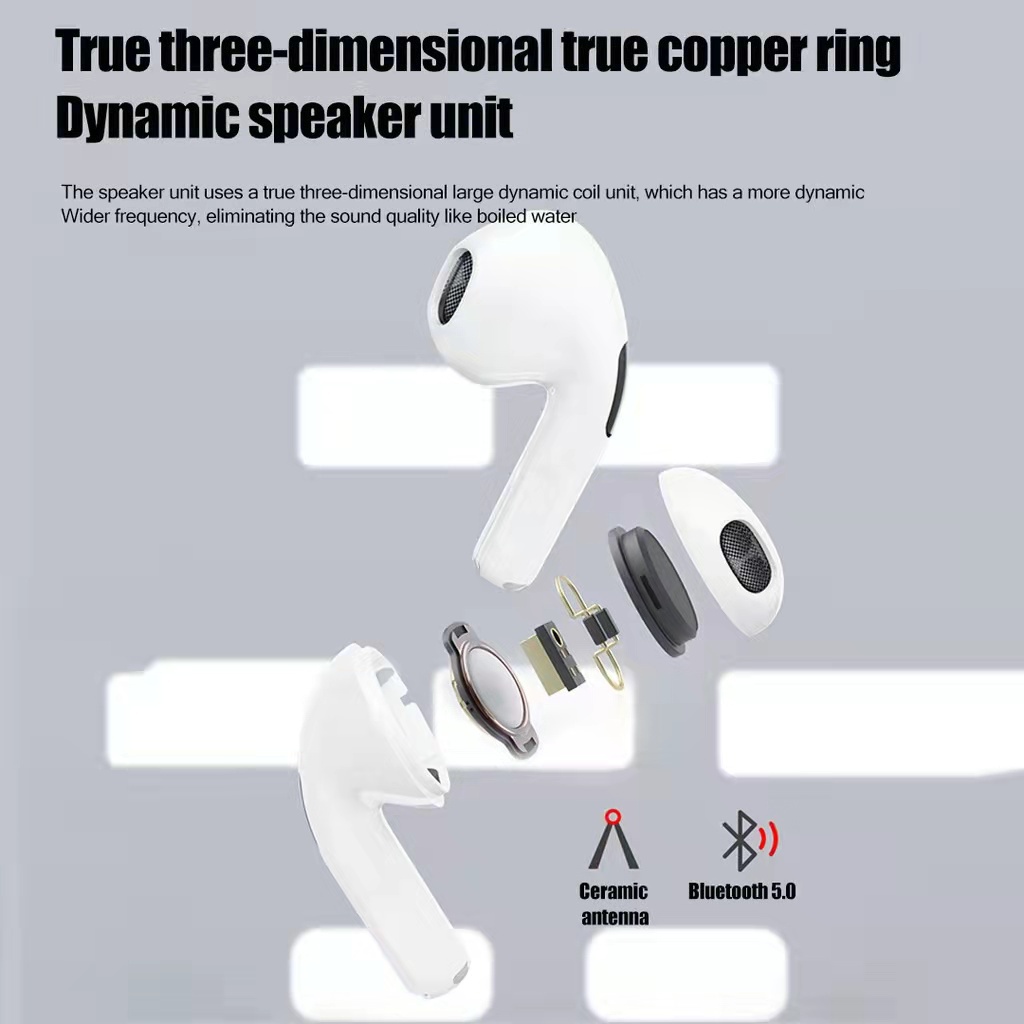 True three-dimensional true copper ring
Dynamic speaker unit
The speaker unit uses a true three-dimensional large dynamic coil unit, which has a more dynamic
Wider frequency, eliminating the sound quality like boiled water
Ceramic
antenna
Bluetooth 5.0